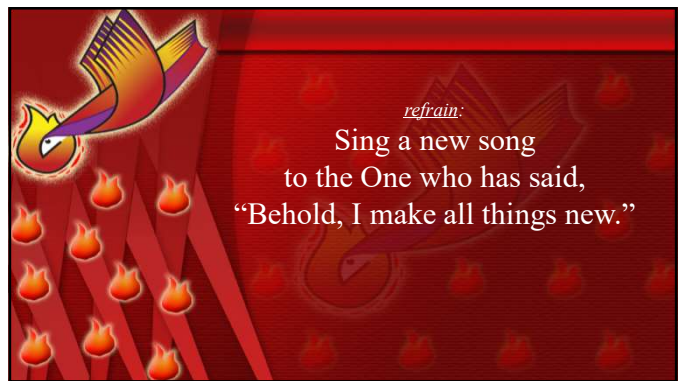 refrain:
Sing a new song
to the One who has said,
“Behold, I make all things new.”